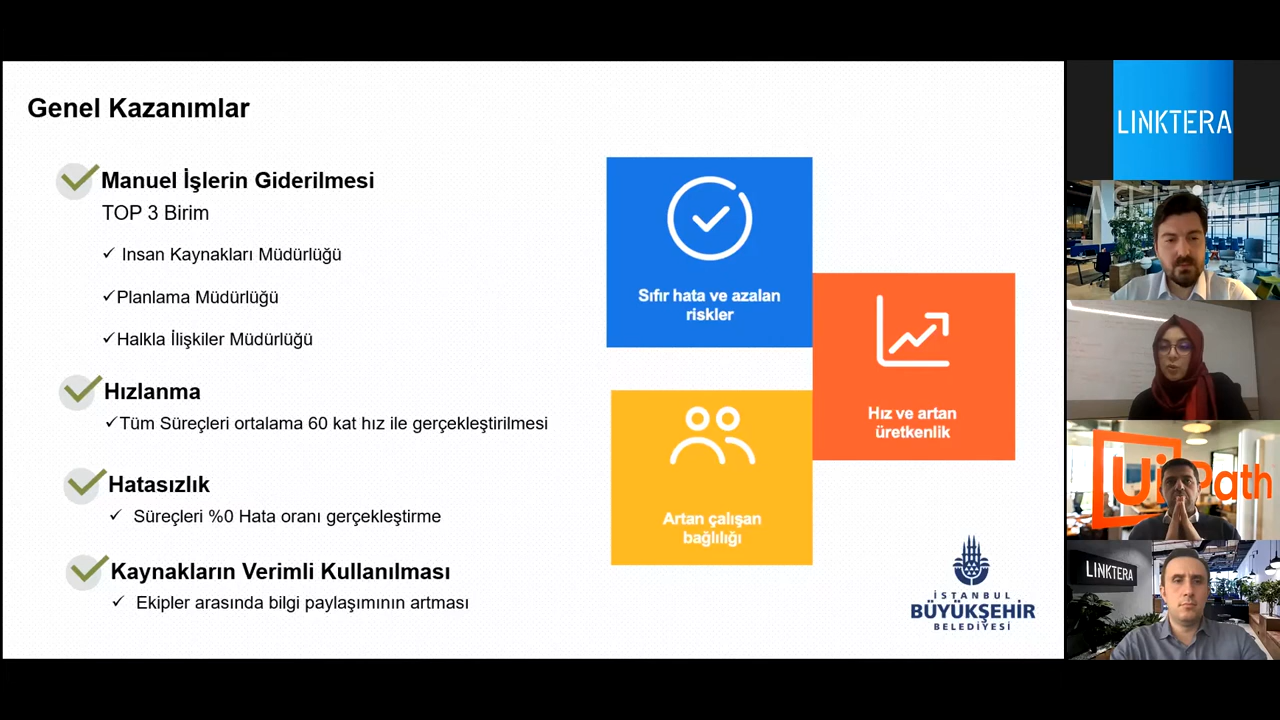 Genel Kazanımlar
Manuel İşlerin Giderilmesi
TOP 3 Birim
Insan Kaynakları Müdürlüğü
Planlama Müdürlüğü
Halkla İlişkiler Müdürlüğü
Hızlanma
Tüm Süreçleri ortalama 60 kat hız ile gerçekleştirilmesi
Hatasızlık
Süreçleri %0 Hata oranı gerçekleştirme
Kaynakların Verimli Kullanılması
Ekipler arasında bilgi paylaşımının artması
Sıfır hata ve azalan
riskler
Hız ve artan
üretkenlik
Artan çalışan
bağlılığı
İSTANBUL
BÜYÜKŞEHİR
BELEDİYESİ
LINKTERA
UiPath
LINKTERA